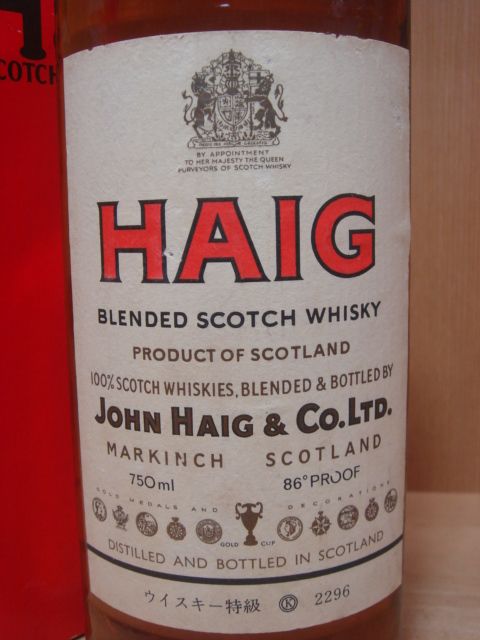 COTCH
BY APPOINTMENT
TO HER MAJESTY THE QUEEN
PURVEYORS OF SCOTCH WHISKY
HAIG
BLENDED SCOTCH WHISKY
PRODUCT OF SCOTLAND
100% SCOTCH WHISKIES, BLENDED & BOTTLED BY
JOHN HAIG & CO. LTD.
MARKINCH SCOTLAND
750ml 86° PROOF
GOLD MEDALS AND DECORATIONS
GOLD CUP
DISTILLED AND BOTTLED IN SCOTLAND
ウイスキー特級 Ⓚ 2296